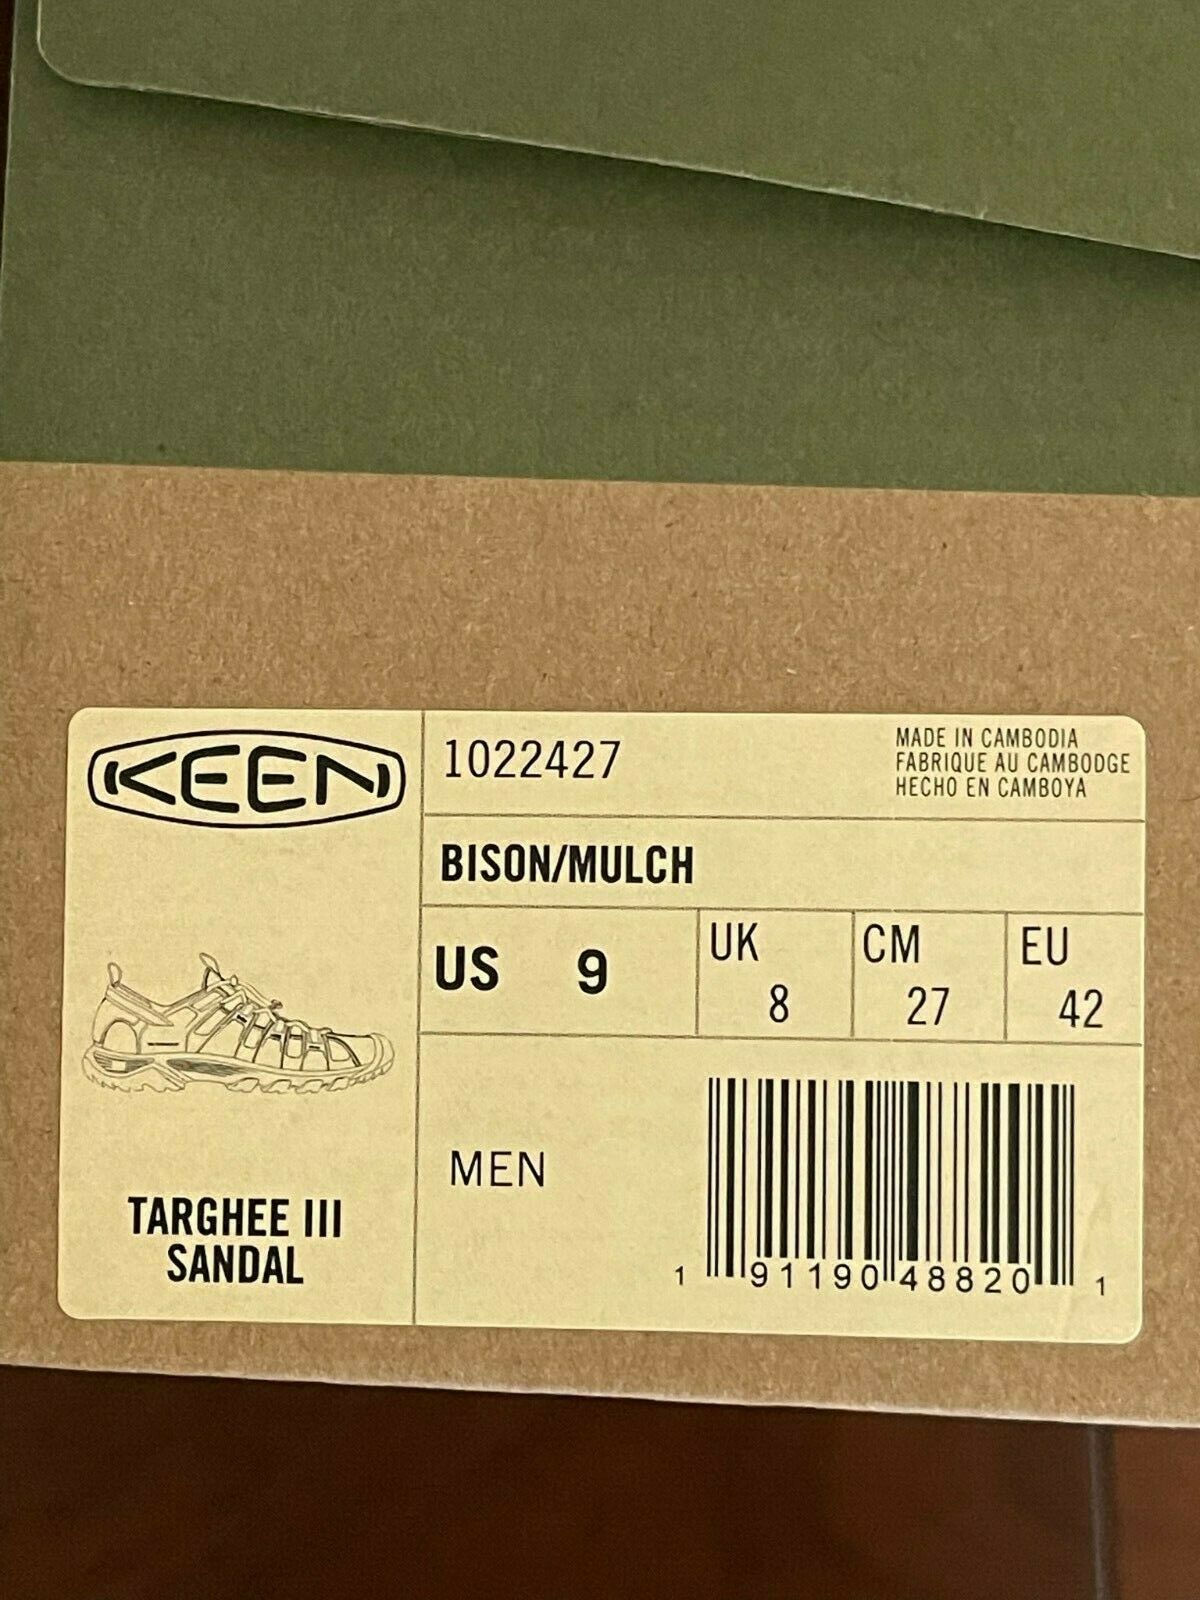 KEEN
TARGHEE III
SANDAL
1022427
MADE IN CAMBODIA
FABRIQUE AU CAMBODGE
HECHO EN CAMBOYA
BISON/MULCH
US 9
UK 8
CM 27
EU 42
MEN
1 91190 48820 1